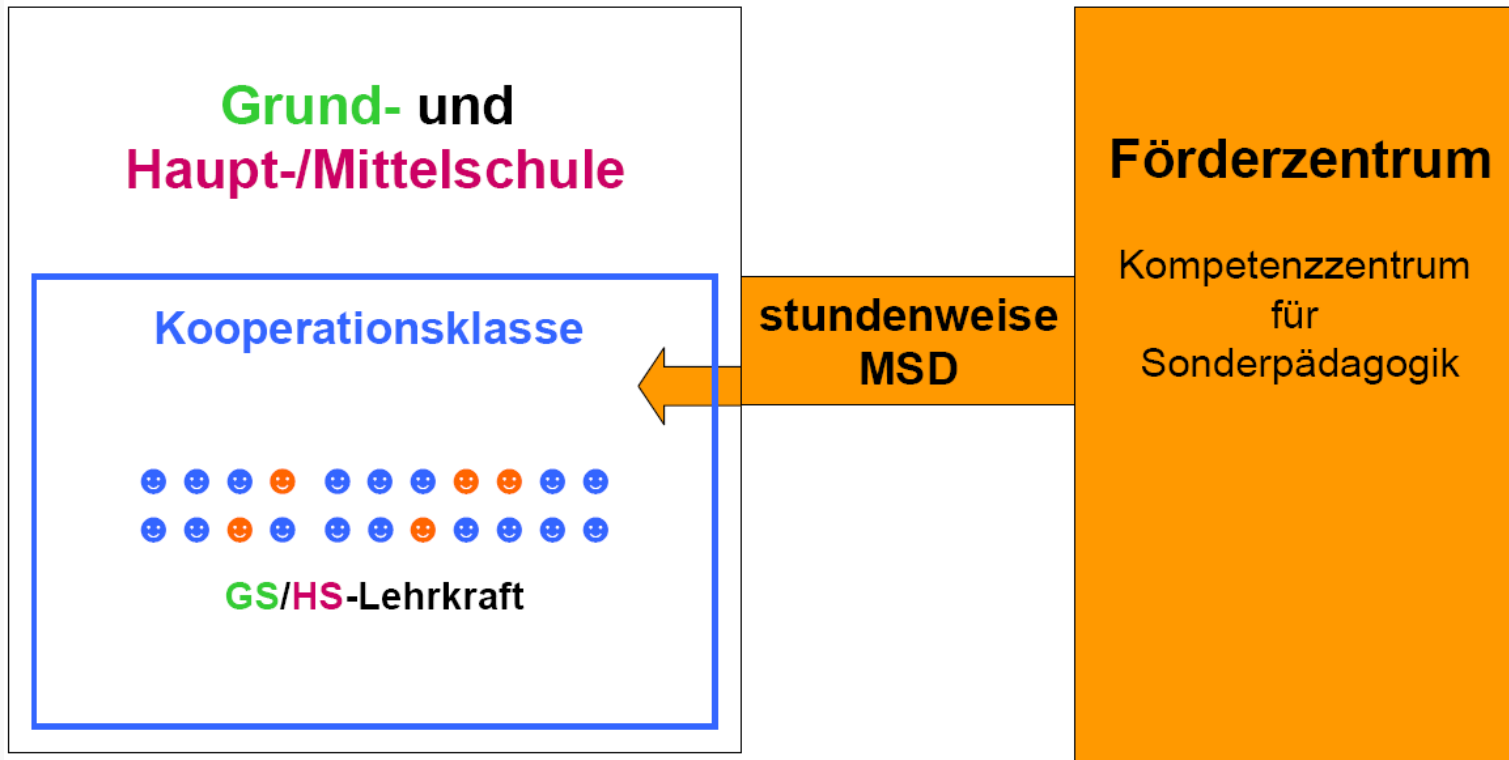 Grund- und
Haupt-/Mittelschule
Kooperationsklasse
GS/HS-Lehrkraft
stundenweise
MSD
Förderzentrum
Kompetenzzentrum
für
Sonderpädagogik